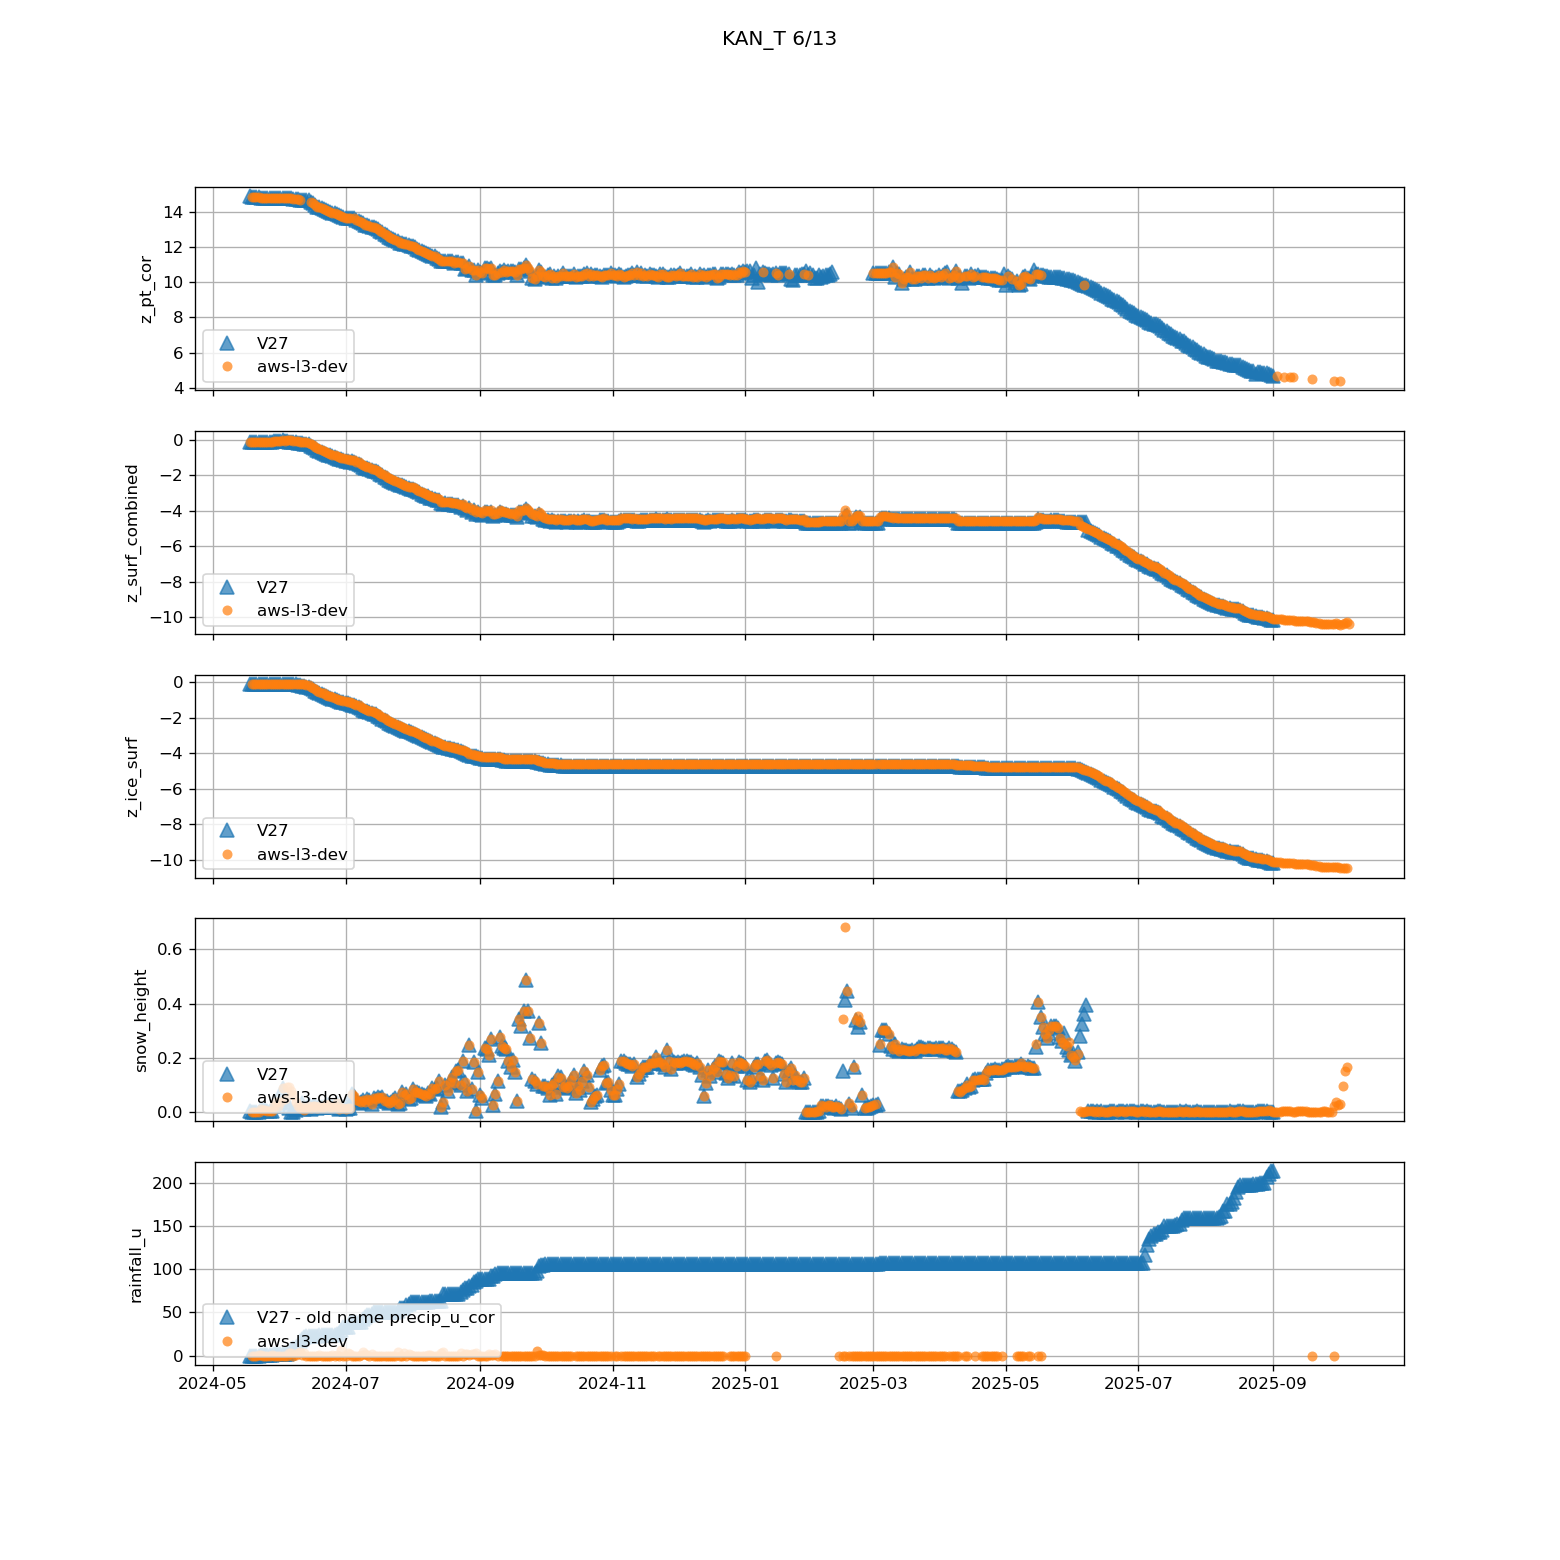 KAN_T 6/13
z_pt_cor
14
12
10
8
6
4
V27
aws-l3-dev
z_surf_combined
0
−2
−4
−6
−8
−10
V27
aws-l3-dev
z_ice_surf
0
−2
−4
−6
−8
−10
V27
aws-l3-dev
snow_height
0.6
0.4
0.2
0.0
V27
aws-l3-dev
rainfall_u
200
150
100
50
0
V27 - old name precip_u_cor
aws-l3-dev
2024-05 2024-07 2024-09 2024-11 2025-01 2025-03 2025-05 2025-07 2025-09